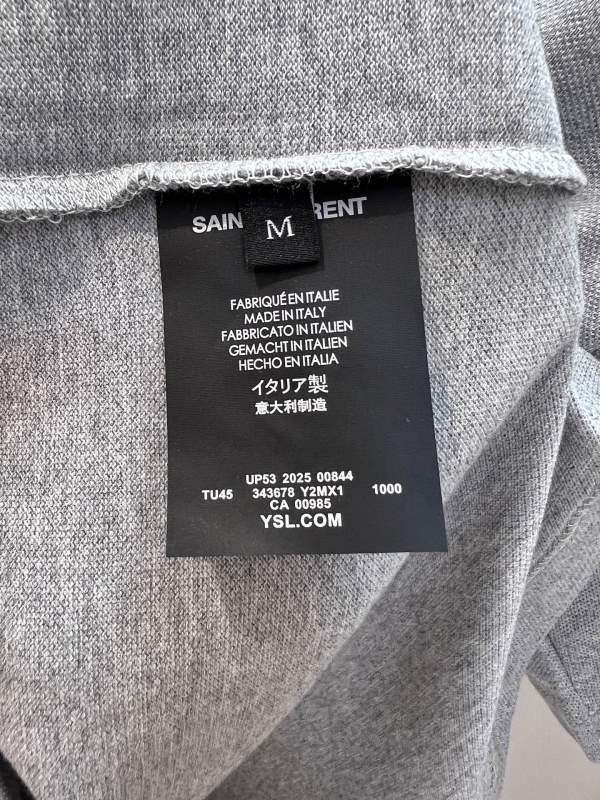 SAIN RENT
M
FABRIQUÉ EN ITALIE
MADE IN ITALY
FABBRICATO IN ITALIEN
GEMACHT IN ITALIEN
HECHO EN ITALIA
イタリア製
意大利制造
UP53 2025 00844
TU45 343678 Y2MX1 1000
CA 00985
YSL.COM